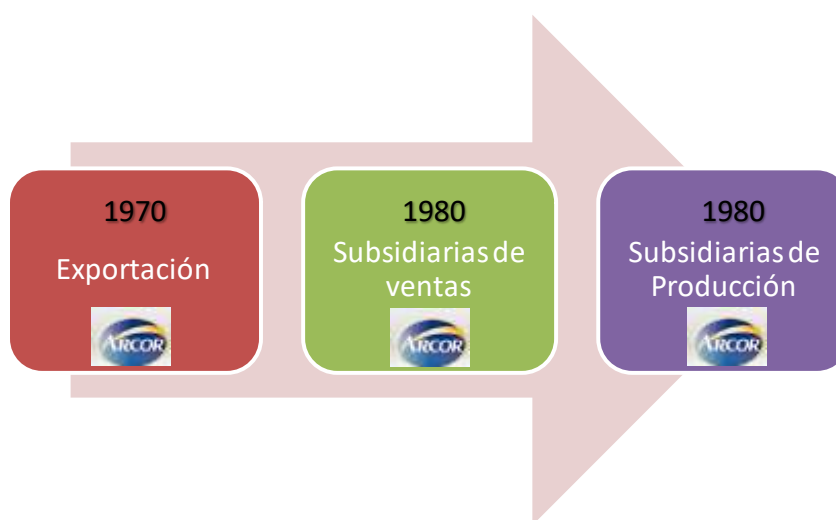 1970
Exportación
ARCOR
1980
Subsidiarias de
ventas
ARCOR
1980
Subsidiarias de
Producción
ARCOR